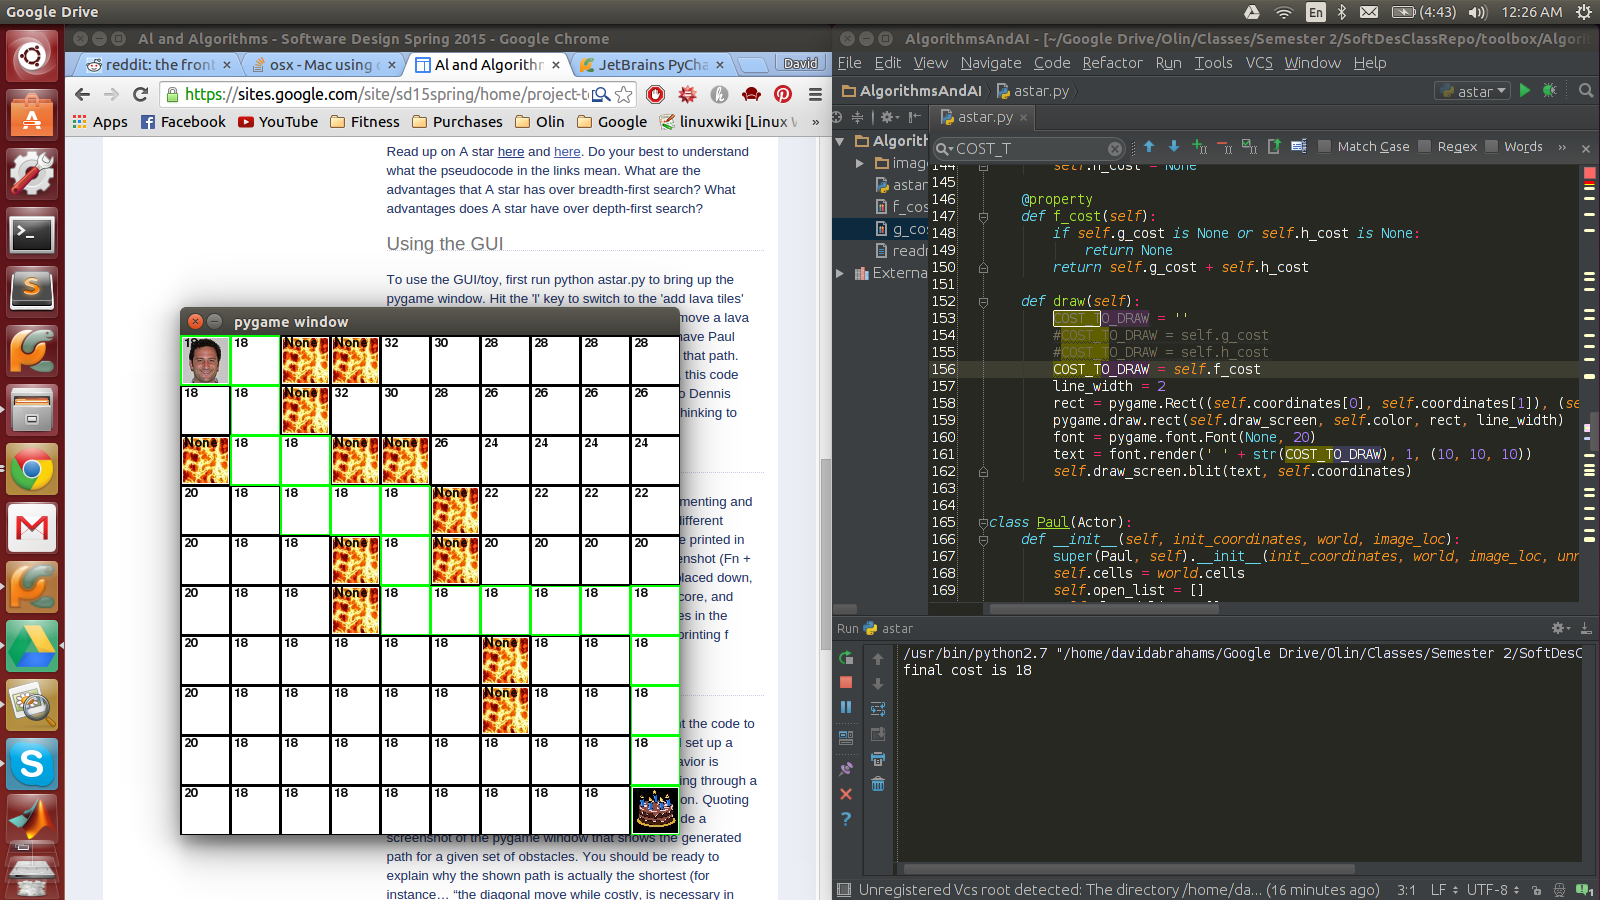 Google Drive
En
(4:43)
12:26 AM
AI and Algorithms - Software Design Spring 2015 - Google Chrome
reddit: the front
osx - Mac using
AI and Algorithm
JetBrains PyCha
David
https://sites.google.com/site/sd15spring/home/project-t
Apps
Facebook
YouTube
Fitness
Purchases
Olin
Google
linuxwiki [Linux
»
Read up on A star here and here. Do your best to understand
what the pseudocode in the links mean. What are the
advantages that A star has over breadth-first search? What
advantages does A star have over depth-first search?
Using the GUI
To use the GUI/toy, first run python astar.py to bring up the
pygame window. Hit the 'l' key to switch to the 'add lava tiles'
move a lava
have Paul
that path.
this code
Dennis
thinking to
menting and
different
e printed in
enshot (Fn +
placed down,
core, and
es in the
printing f
nt the code to
set up a
avior is
ing through a
on. Quoting
de a
screenshot of the pygame window that shows the generated
path for a given set of obstacles. You should be ready to
explain why the shown path is actually the shortest (for
instance... "the diagonal move while costly, is necessary in
pygame window
18 18 None None 32 30 28 28 28 28
18 18 None 32 30 28 26 26 26 26
None 18 18 None None 26 24 24 24 24
20 18 18 18 18 None 22 22 22 22
20 18 18 None 18 None 20 20 20 20
20 18 18 None 18 18 18 18 18 18
20 18 18 18 18 18 None 18 18 18
20 18 18 18 18 18 None 18 18 18
20 18 18 18 18 18 18 18 18 18
20 18 18 18 18 18 18 18 18
AlgorithmsAndAI - [~/Google Drive/Olin/Classes/Semester 2/SoftDesClassRepo/toolbox/Algor
File Edit View Navigate Code Refactor Run Tools VCS Window Help
AlgorithmsAndAI
astar.py
astar
astar.py
Algorith
imag
astar
f_cos
g_cos
readi
Externa
COST_T
Match Case
Regex
Words
»
144 self.h_cost = None
145
146 @property
147 def f_cost(self):
148 if self.g_cost is None or self.h_cost is None:
149 return None
150 return self.g_cost + self.h_cost
151
152 def draw(self):
153 COST_TO_DRAW = ''
154 #COST_TO_DRAW = self.g_cost
155 #COST_TO_DRAW = self.h_cost
156 COST_TO_DRAW = self.f_cost
157 line_width = 2
158 rect = pygame.Rect((self.coordinates[0], self.coordinates[1]), (se
159 pygame.draw.rect(self.draw_screen, self.color, rect, line_width)
160 font = pygame.font.Font(None, 20)
161 text = font.render(' ' + str(COST_TO_DRAW), 1, (10, 10, 10))
162 self.draw_screen.blit(text, self.coordinates)
163
164
165 class Paul(Actor):
166 def __init__(self, init_coordinates, world, image_loc):
167 super(Paul, self).__init__(init_coordinates, world, image_loc, unr
168 self.cells = world.cells
169 self.open_list = []
Run astar
/usr/bin/python2.7 "/home/davidabrahams/Google Drive/Olin/Classes/Semester 2/SoftDesC
final cost is 18
Unregistered Vcs root detected: The directory /home/da... (16 minutes ago)
3:1
LF
UTF-8
1